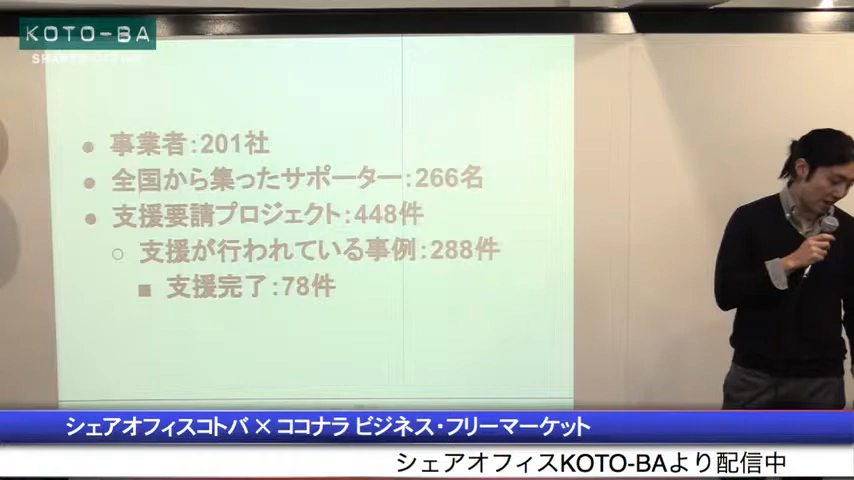 KOTO-BA
SHARED OFFICE
● 事業者:201社
● 全国から集ったサポーター:266名
● 支援要請プロジェクト:448件
○ 支援が行われている事例:288件
■ 支援完了:78件
シェアオフィスコトバ × ココナラ ビジネス・フリーマーケット
シェアオフィスKOTO-BAより配信中